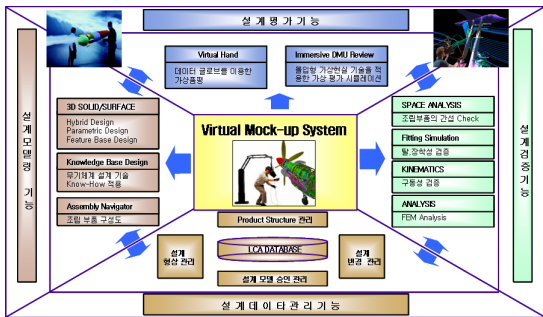 설계평가기능
Virtual Hand
데이터 글로브를 이용한
가상품평
Immersive DMU Review
몰입형 가상현실 기술을 적
용한 가상 평가 시뮬레이션
설계모델링 기능
3D SOLID/SURFACE
Hybrid Design
Parametric Design
Feature Base Design
Knowledge Base Design
무기체계 설계 기술
Know-How 적용
Assembly Navigator
조립 부품 구성도
Virtual Mock-up System
SPACE ANALYSIS
조립부품의 간섭 Check
Fitting Simulation
탈,장착성 검증
KINEMATICS
구동성 검증
ANALYSIS
FEM Analysis
설계검증기능
Product Structure 관리
LCA DATABASE
설계
형상 관리
설계
변경 관리
설계 모델 승인 관리
설계데이타관리기능